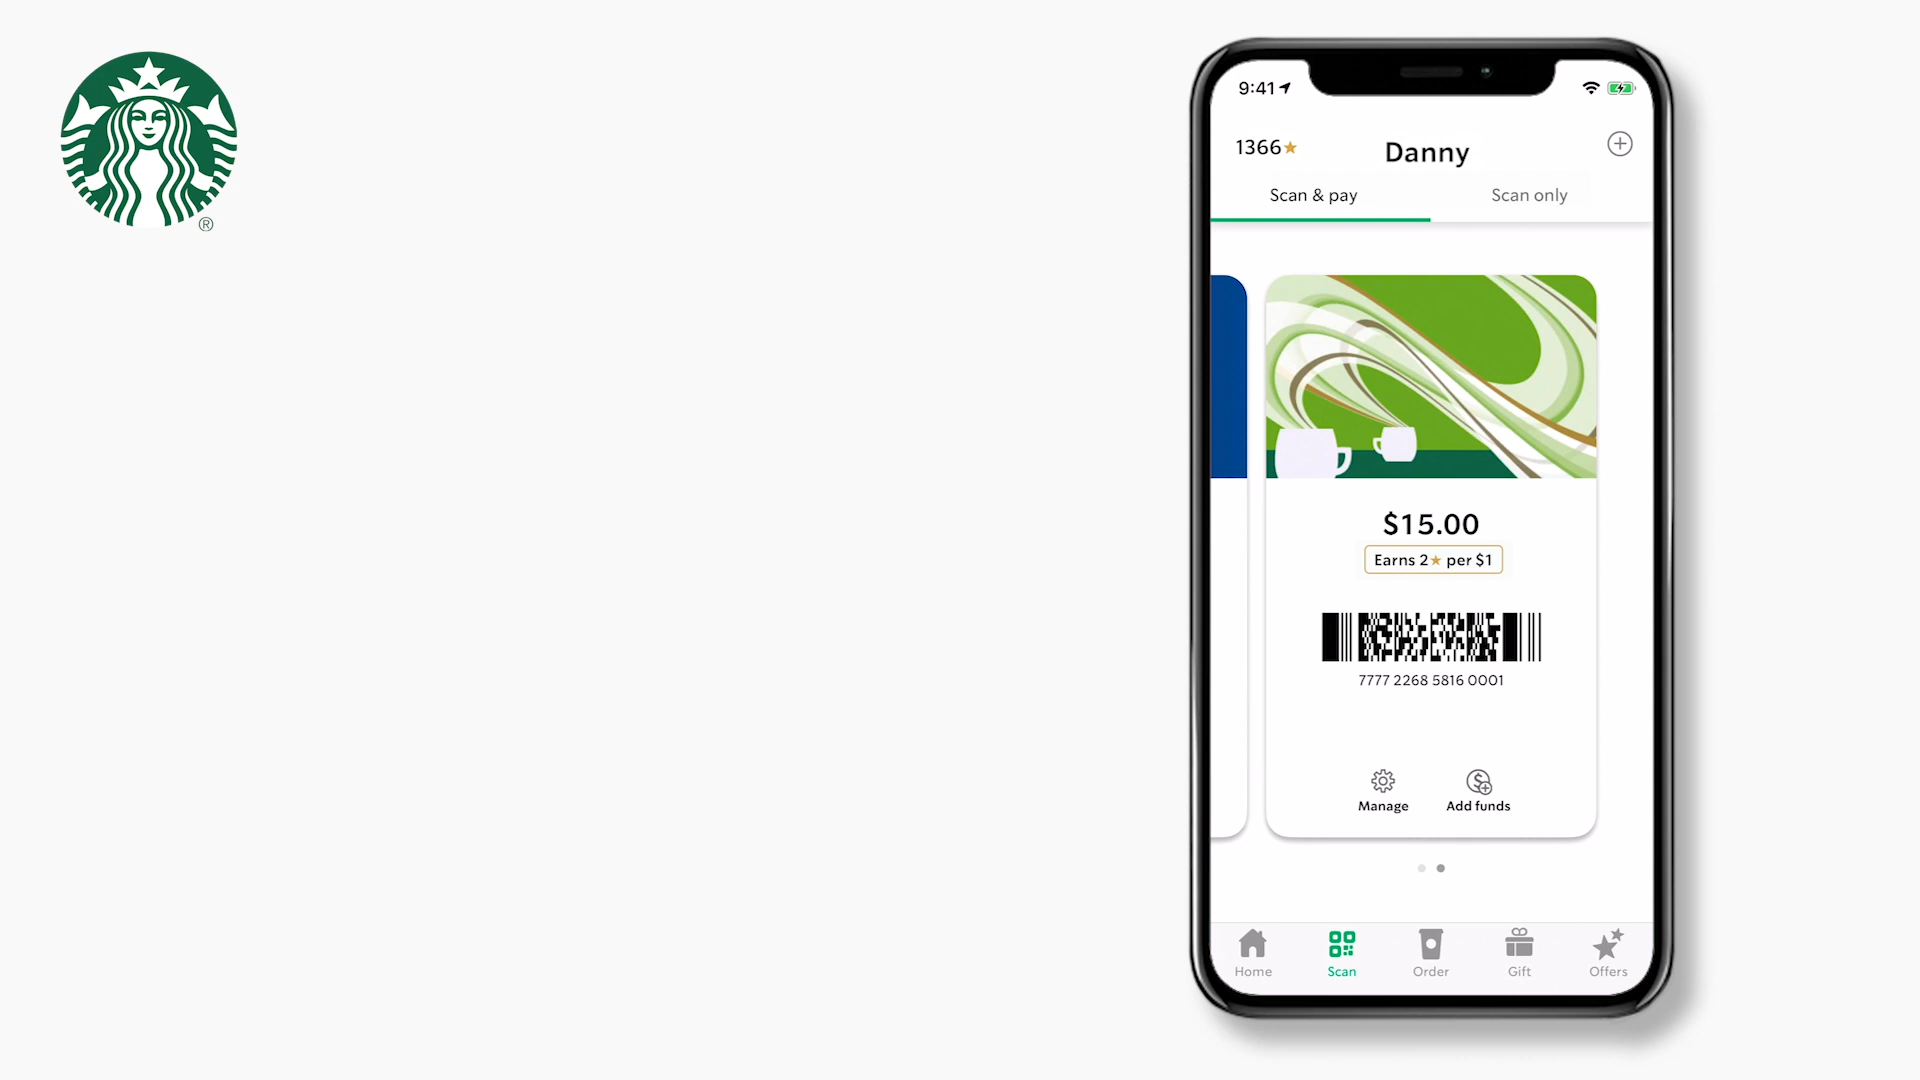 ®
9:41
1366
Danny
Scan & pay
Scan only
$15.00
Earns 2★ per $1
7777 2268 5816 0001
Manage
Add funds
Home
Scan
Order
Gift
Offers